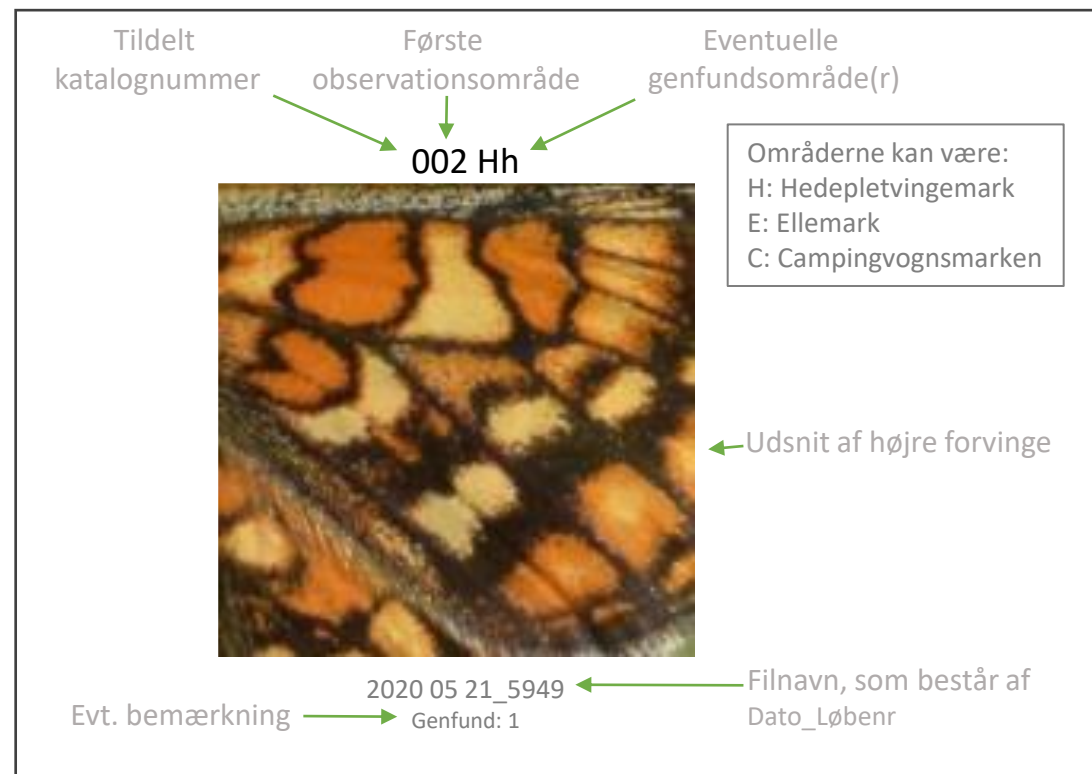 Tildelt
katalognummer
Første
observationsområde
Eventuelle
genfundsområde(r)
002 Hh
Områderne kan være:
H: Hedepletvingemark
E: Ellemark
C: Campingvognsmarken
Udsnit af højre forvinge
2020 05 21_5949
Filnavn, som består af
Dato_Løbenr
Evt. bemærkning
Genfund: 1